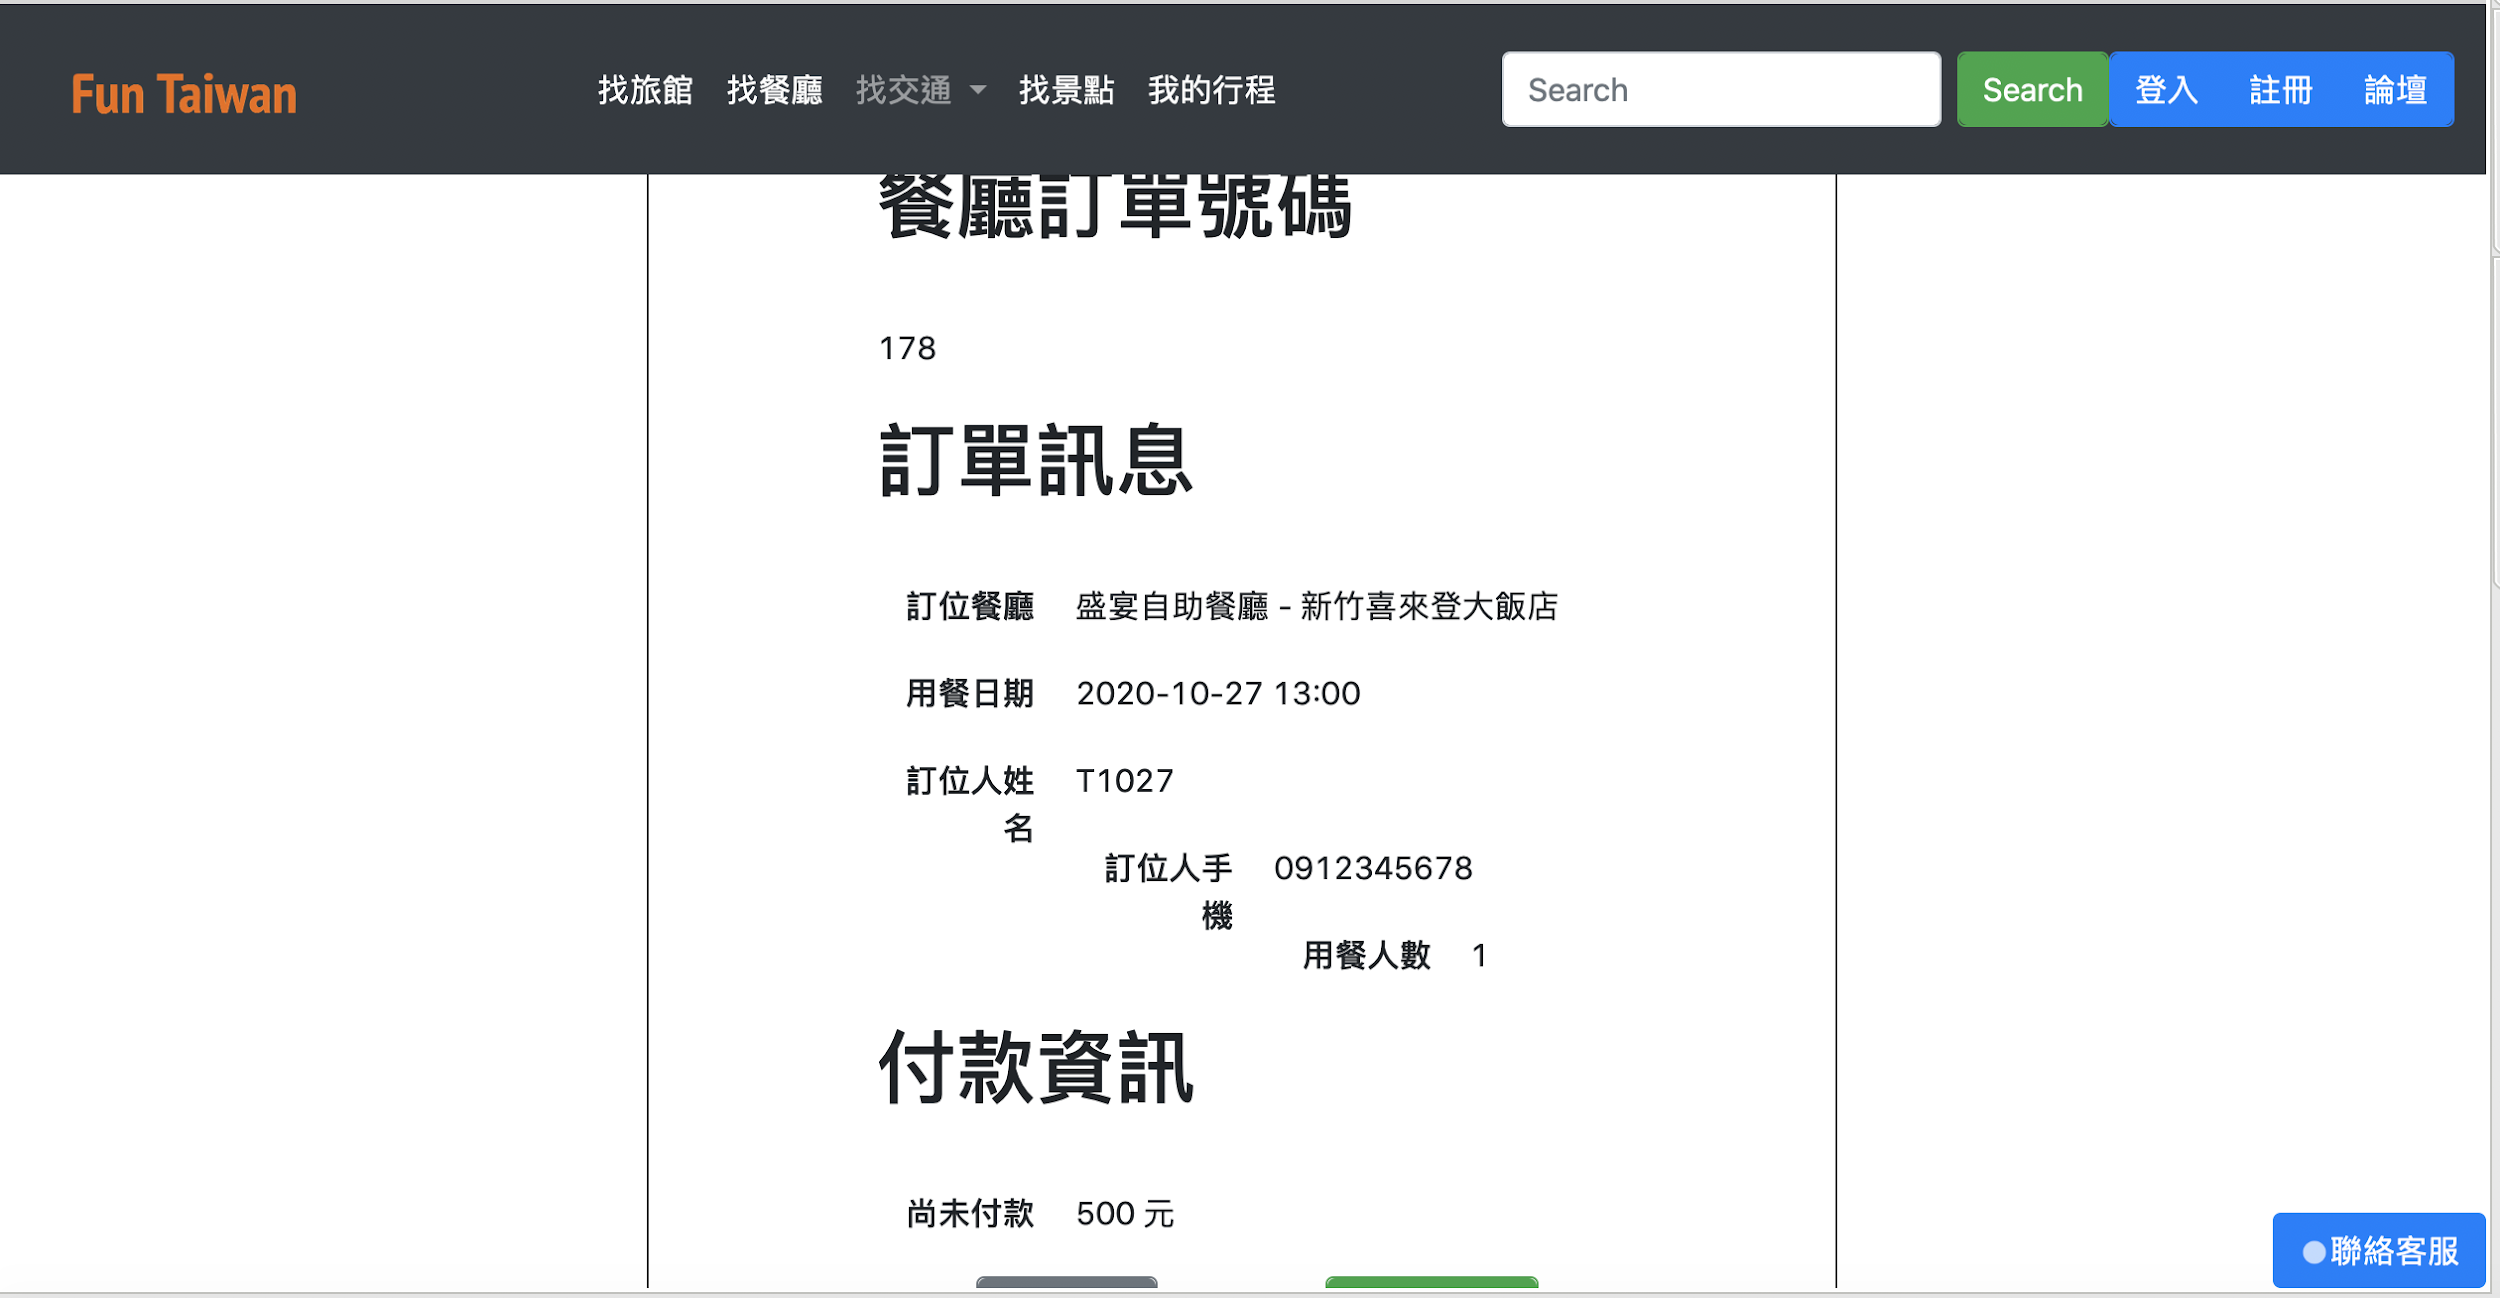 Fun Taiwan
找旅館 找餐廳 找交通 找景點 我的行程
Search
Search
登入 註冊 論壇
餐廳訂單號碼
178
訂單訊息
訂位餐廳 盛宴自助餐廳 - 新竹喜來登大飯店
用餐日期 2020-10-27 13:00
訂位人姓 T1027
名
訂位人手 0912345678
機
用餐人數 1
付款資訊
尚未付款 500 元
聯絡客服